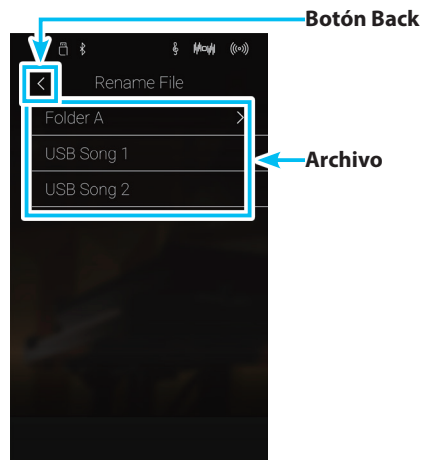 Botón Back
Rename File
Folder A
Archivo
USB Song 1
USB Song 2